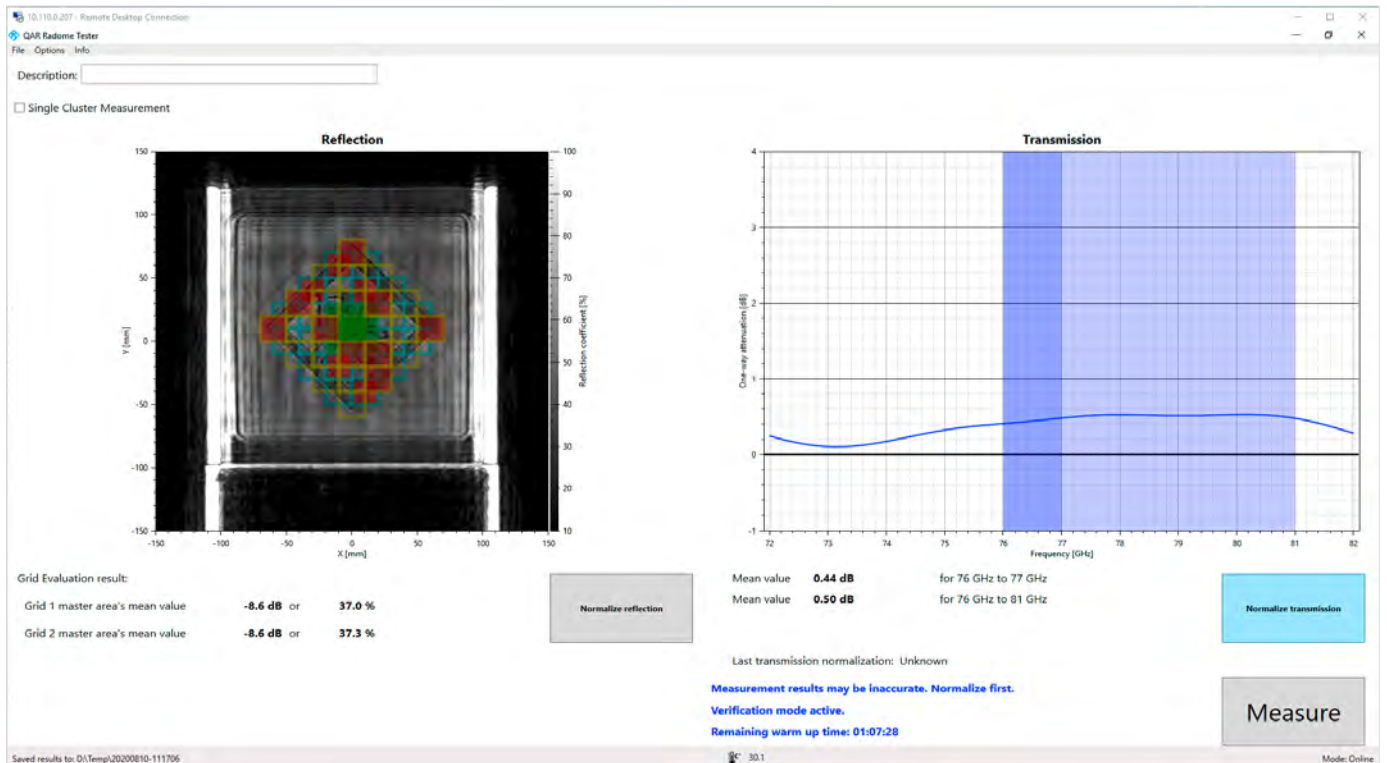 10.110.0.207 - Remote Desktop Connection
QAR Radome Tester
File Options Info
Description:
Single Cluster Measurement
Reflection
150
100
50
0
-50
-100
-150
Y [mm]
-150 -100 -50 0 50 100 150
X [mm]
100
90
80
70
60
50
40
30
20
10
Reflection coefficient [%]
Transmission
4
3
2
1
0
-1
One-way attenuation [dB]
72 73 74 75 76 77 78 79 80 81 82
Frequency [GHz]
Grid Evaluation result:
Grid 1 master area's mean value -8.6 dB or 37.0 %
Grid 2 master area's mean value -8.6 dB or 37.3 %
Normalize reflection
Mean value 0.44 dB for 76 GHz to 77 GHz
Mean value 0.50 dB for 76 GHz to 81 GHz
Normalize transmission
Last transmission normalization: Unknown
Measurement results may be inaccurate. Normalize first.
Verification mode active.
Remaining warm up time: 01:07:28
Measure
Saved results to: D:\Temp\20200810-111706
30.1
Mode: Online